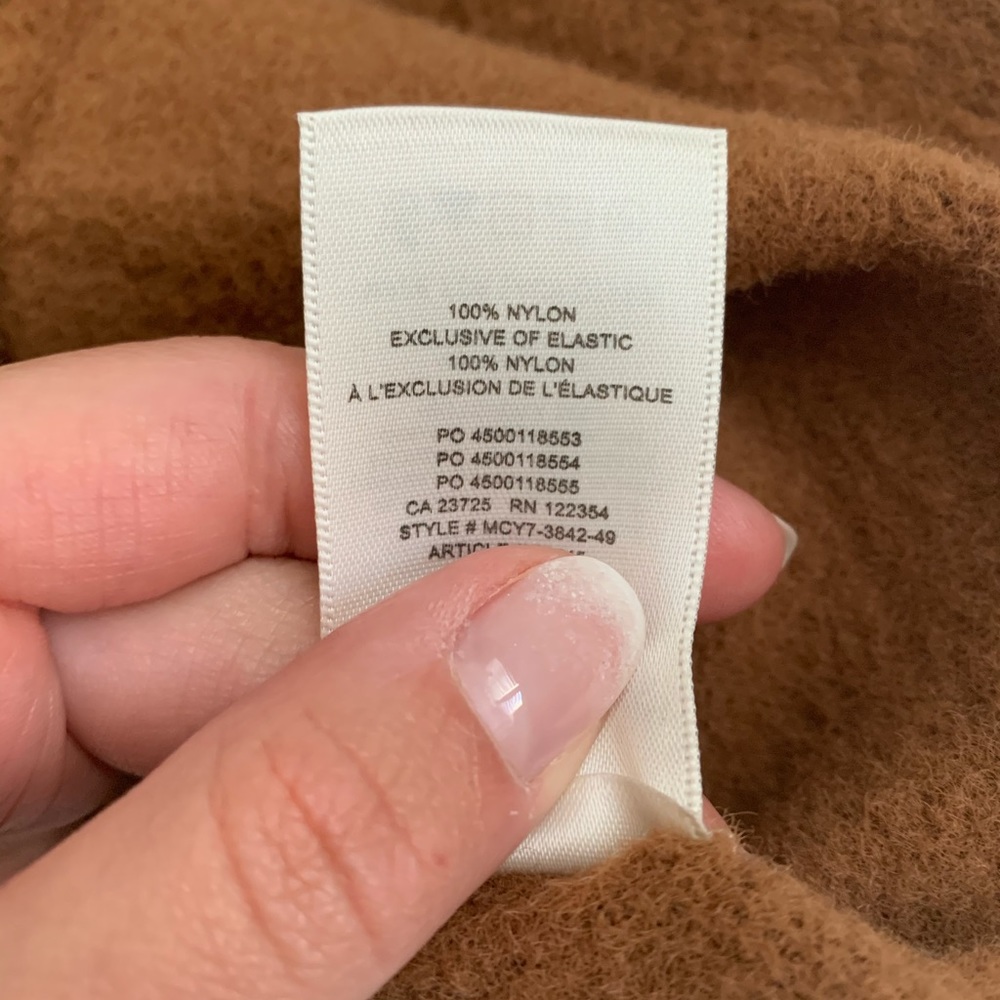 100% NYLON
EXCLUSIVE OF ELASTIC
100% NYLON
À L'EXCLUSION DE L'ÉLASTIQUE
PO 4500118553
PO 4500118554
PO 4500118555
CA 23725 RN 122354
STYLE # MCY7-3842-49